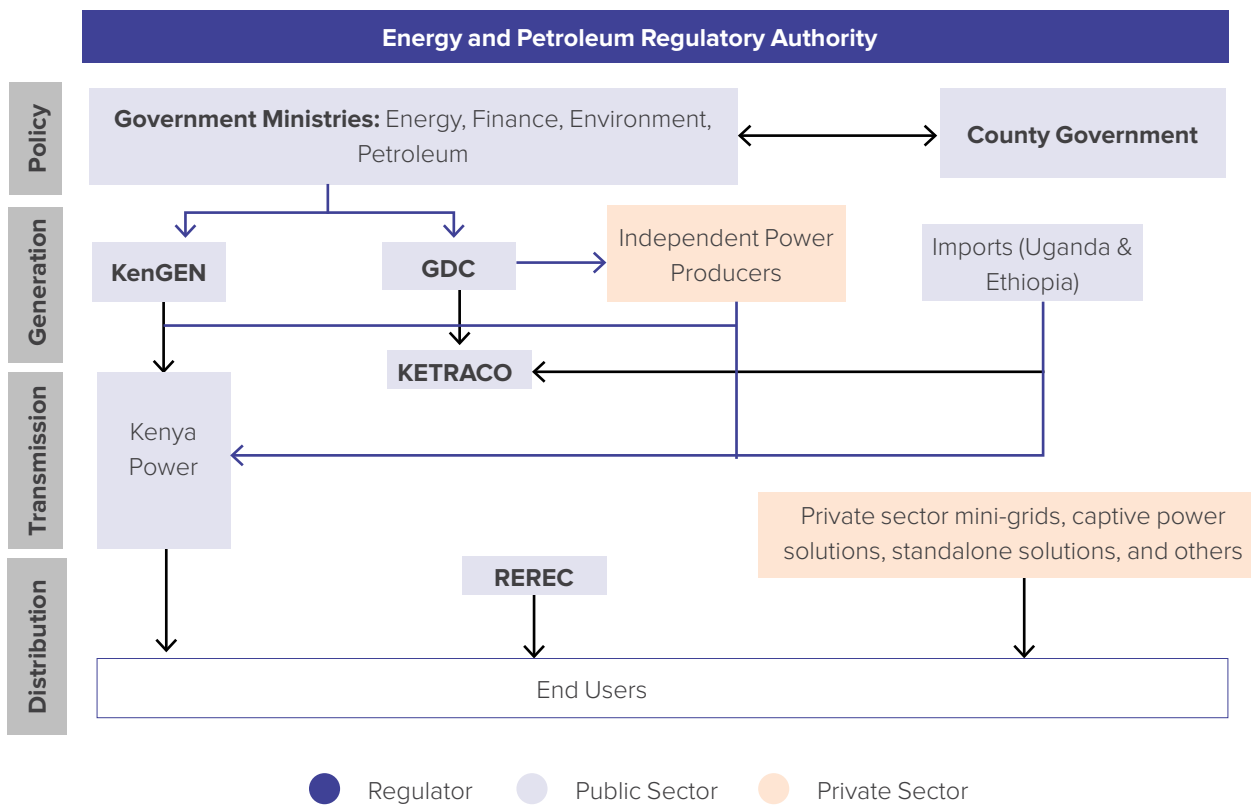 Energy and Petroleum Regulatory Authority
Policy
Government Ministries: Energy, Finance, Environment,
Petroleum
County Government
Generation
KenGEN
GDC
Independent Power
Producers
Imports (Uganda &
Ethiopia)
KETRACO
Transmission
Kenya
Power
Private sector mini-grids, captive power
solutions, standalone solutions, and others
Distribution
REREC
End Users
Regulator
Public Sector
Private Sector